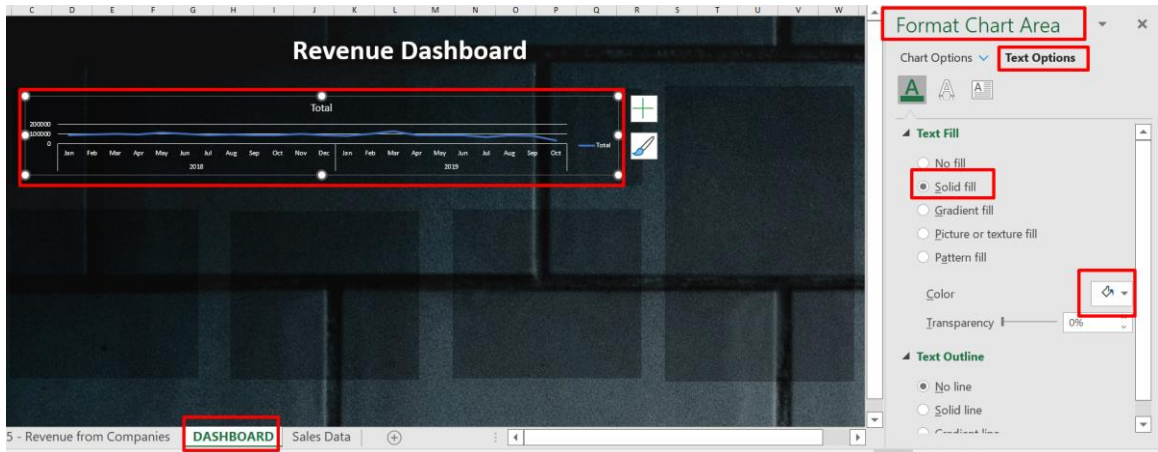 C D E F G H I J K L M N O P Q R S T U V W
Revenue Dashboard
Total
200000
100000
0
Jan Feb Mar Apr May Jun Jul Aug Sep Oct Nov Dec Jan Feb Mar Apr May Jun Jul Aug Sep Oct
2018 2019
Total
5 - Revenue from Companies DASHBOARD Sales Data
Format Chart Area
Chart Options Text Options
A A A
Text Fill
No fill
Solid fill
Gradient fill
Picture or texture fill
Pattern fill
Color
Transparency 0%
Text Outline
No line
Solid line
Gradient line